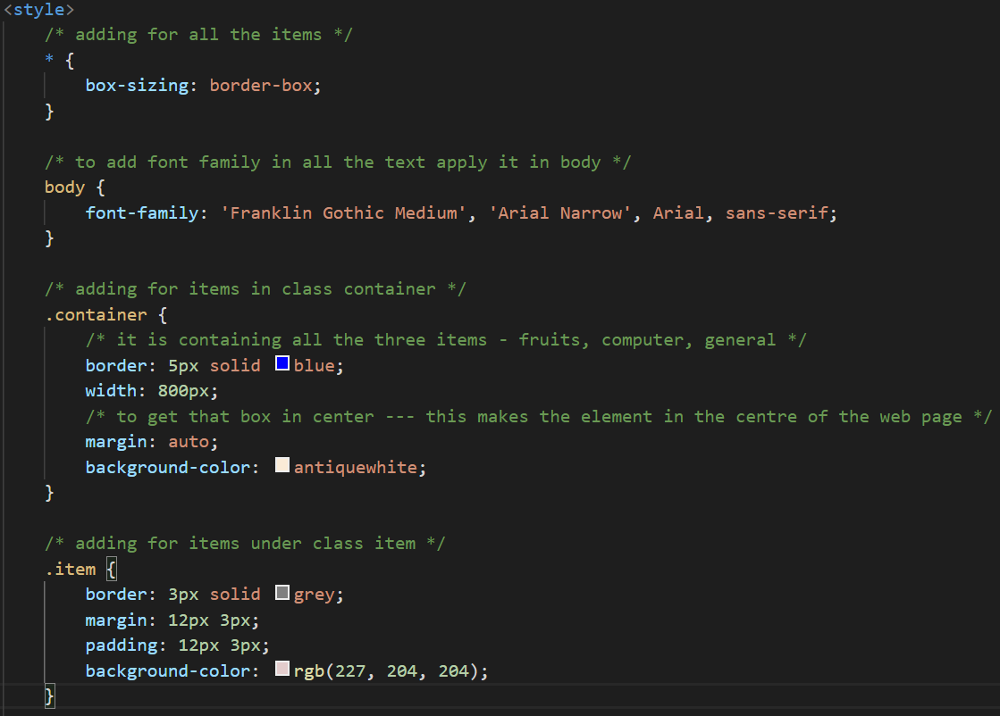 <style>
/* adding for all the items */
* {
box-sizing: border-box;
}
/* to add font family in all the text apply it in body */
body {
font-family: 'Franklin Gothic Medium', 'Arial Narrow', Arial, sans-serif;
}
/* adding for items in class container */
.container {
/* it is containing all the three items - fruits, computer, general */
border: 5px solid blue;
width: 800px;
/* to get that box in center --- this makes the element in the centre of the web page */
margin: auto;
background-color: antiquewhite;
}
/* adding for items under class item */
.item {
border: 3px solid grey;
margin: 12px 3px;
padding: 12px 3px;
background-color: rgb(227, 204, 204);
}